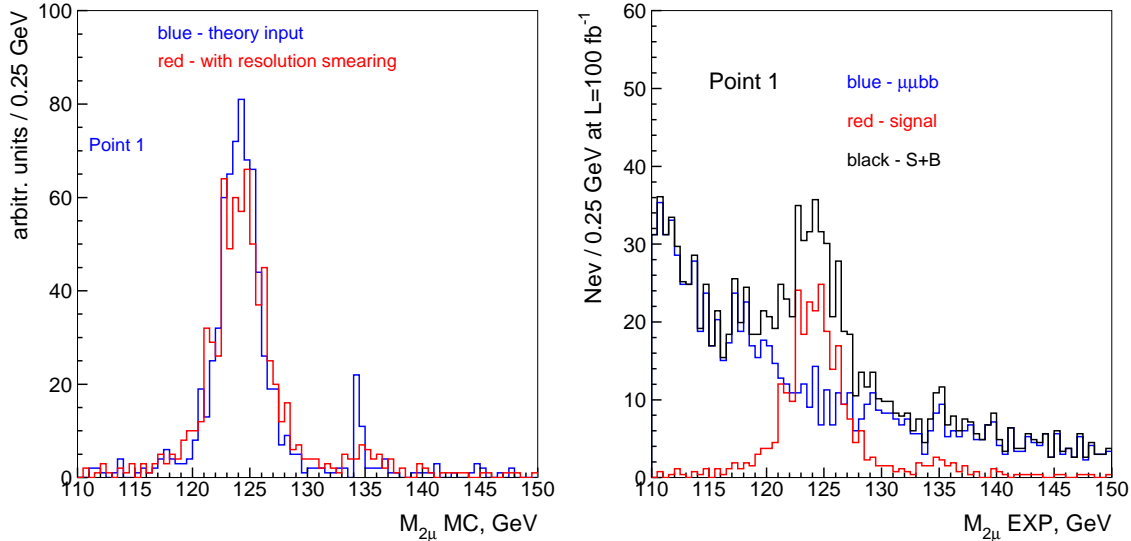 arbitr. units / 0.25 GeV
100
80
60
40
20
0
blue - theory input
red - with resolution smearing
Point 1
110 115 120 125 130 135 140 145 150
M2μ MC, GeV
Nev / 0.25 GeV at L=100 fb-1
60
50
40
30
20
10
0
Point 1
blue - μμbb
red - signal
black - S+B
110 115 120 125 130 135 140 145 150
M2μ EXP, GeV